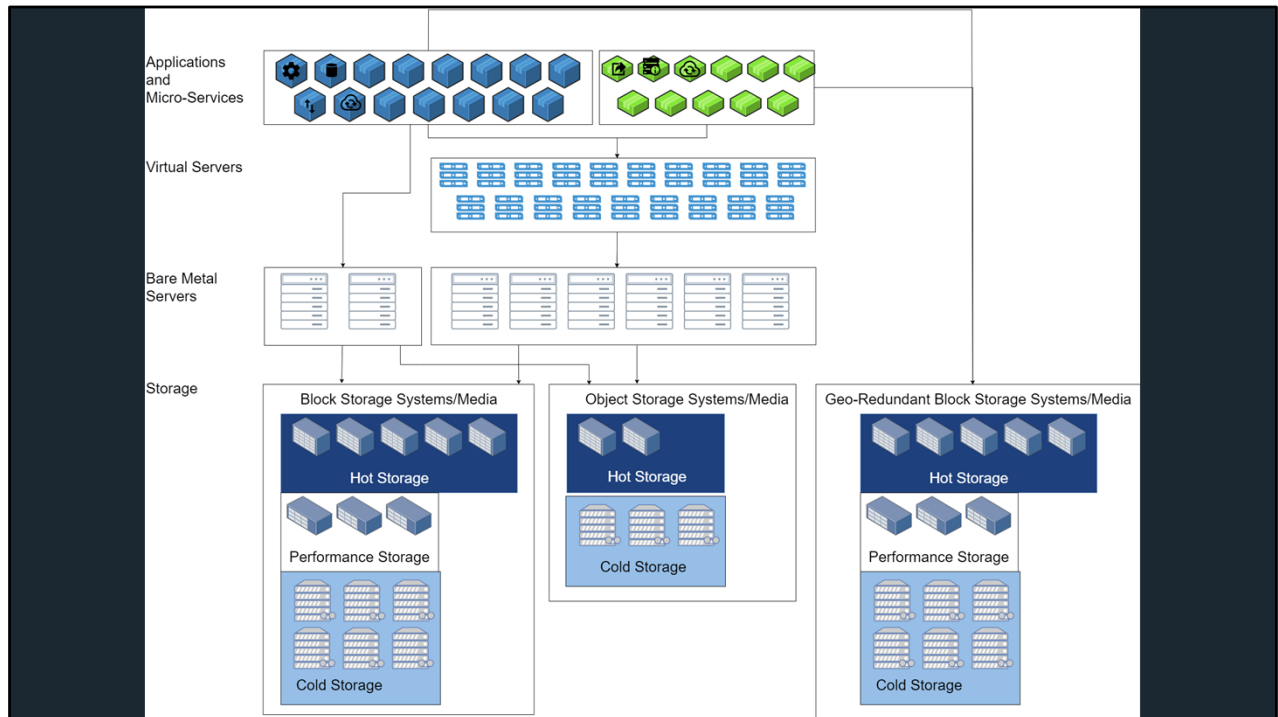 Applications
and
Micro-Services
Virtual Servers
Bare Metal
Servers
Storage
Block Storage Systems/Media
Hot Storage
Performance Storage
Cold Storage
Object Storage Systems/Media
Hot Storage
Cold Storage
Geo-Redundant Block Storage Systems/Media
Hot Storage
Performance Storage
Cold Storage